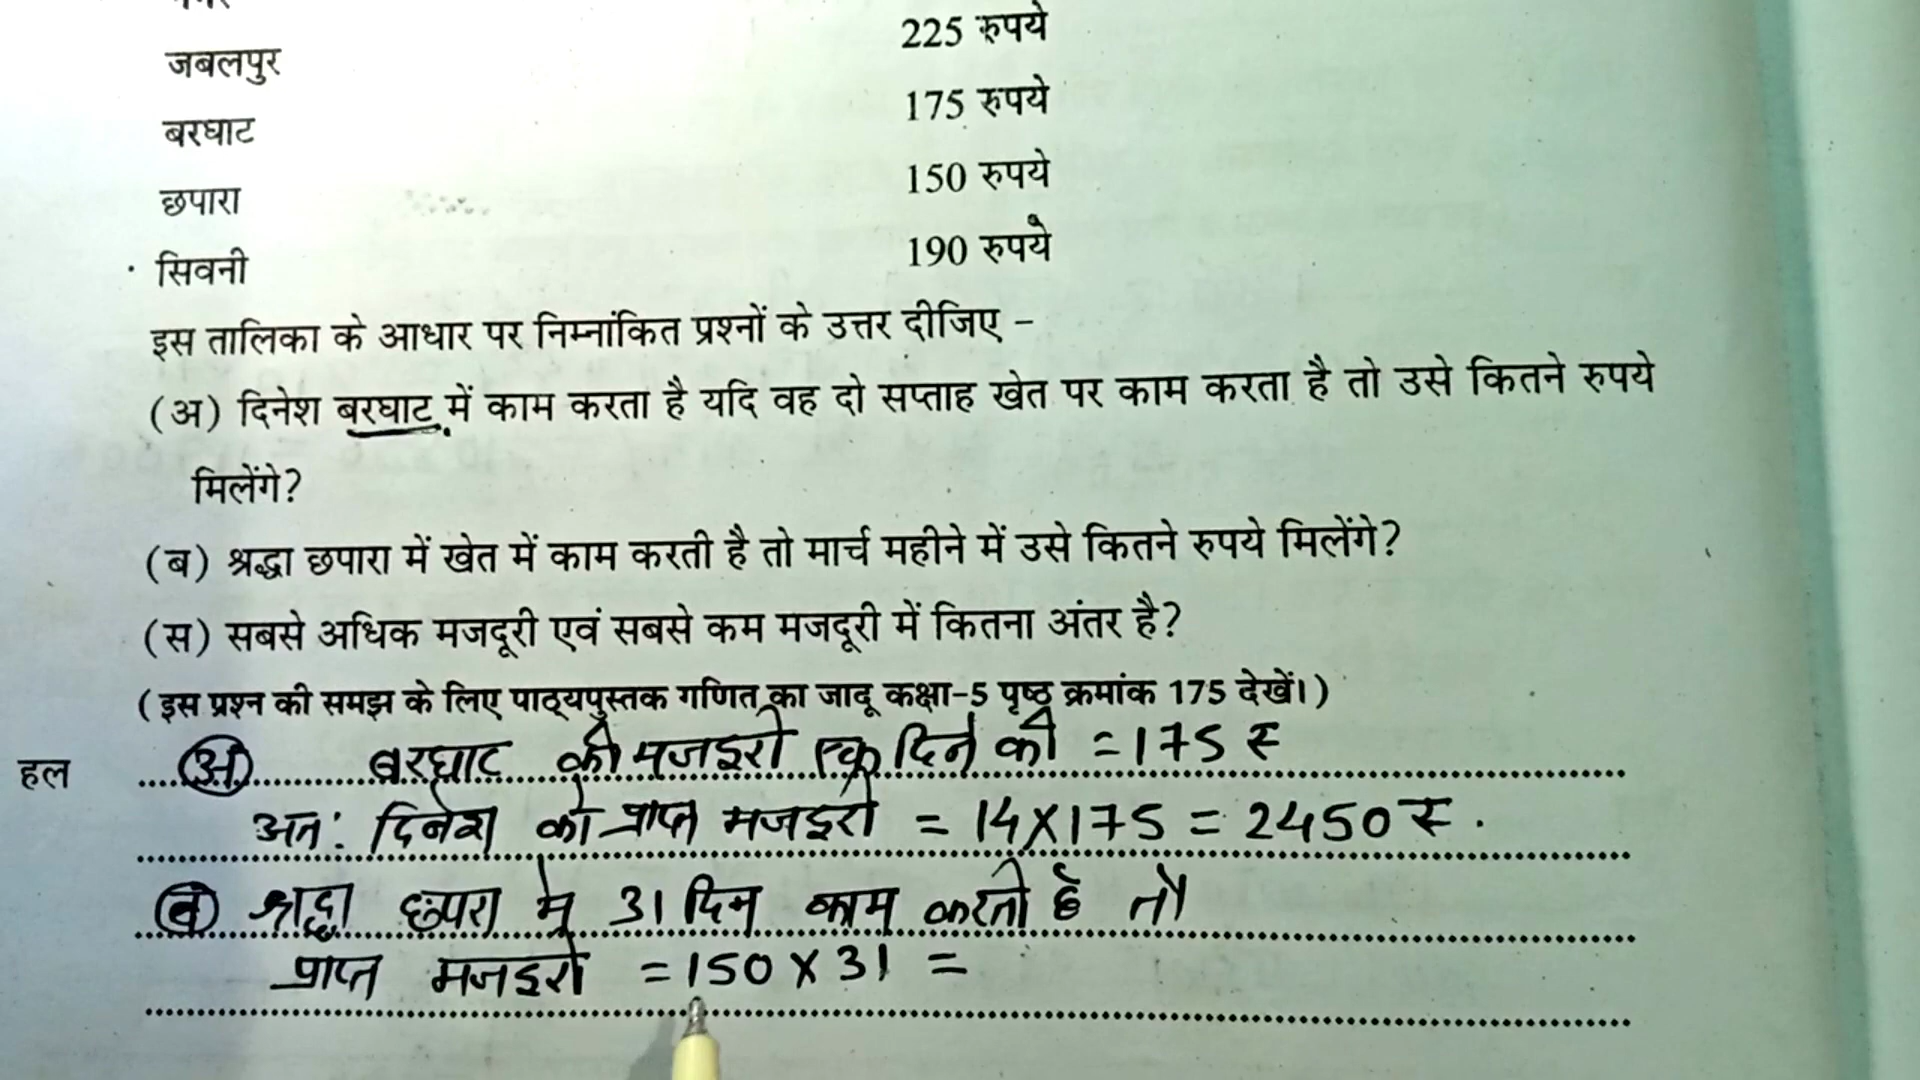 जबलपुर 225 रुपये
बरघाट 175 रुपये
छपारा 150 रुपये
सिवनी 190 रुपये
इस तालिका के आधार पर निम्नांकित प्रश्नों के उत्तर दीजिए –
(अ) दिनेश बरघाट में काम करता है यदि वह दो सप्ताह खेत पर काम करता है तो उसे कितने रुपये
मिलेंगे?
(ब) श्रद्धा छपारा में खेत में काम करती है तो मार्च महीने में उसे कितने रुपये मिलेंगे?
(स) सबसे अधिक मजदूरी एवं सबसे कम मजदूरी में कितना अंतर है?
(इस प्रश्न की समझ के लिए पाठ्यपुस्तक गणित का जादू कक्षा-5 पृष्ठ क्रमांक 175 देखें।)
हल (अ) बरघाट की मजदूरी एक दिन की = 175 रु
अतः दिनेश को प्राप्त मजदूरी = 14 × 175 = 2450 रु.
(ब) श्रद्धा छपारा में 31 दिन काम करती है तो
प्राप्त मजदूरी = 150 × 31 =